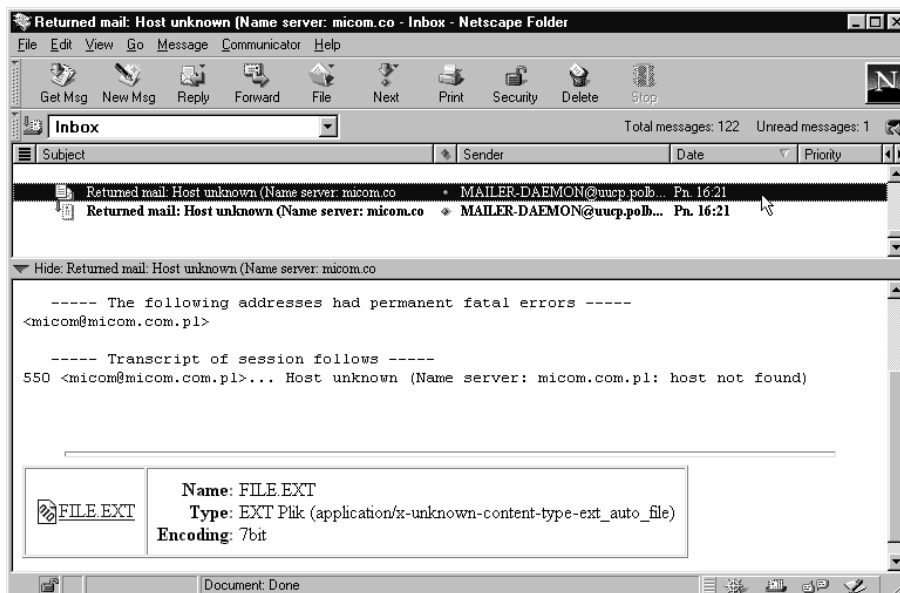 Returned mail: Host unknown (Name server: micom.co - Inbox - Netscape Folder
File Edit View Go Message Communicator Help
Get Msg New Msg Reply Forward File Next Print Security Delete Stop
N
Inbox Total messages: 122 Unread messages: 1
Subject Sender Date Priority
Returned mail: Host unknown (Name server: micom.co MAILER-DAEMON@uucp.polb... Pn. 16:21
Returned mail: Host unknown (Name server: micom.co MAILER-DAEMON@uucp.polb... Pn. 16:21
Hide: Returned mail: Host unknown (Name server: micom.co
----- The following addresses had permanent fatal errors -----
<micom@micom.com.pl>
----- Transcript of session follows -----
550 <micom@micom.com.pl>... Host unknown (Name server: micom.com.pl: host not found)
FILE.EXT
Name: FILE.EXT
Type: EXT Plik (application/x-unknown-content-type-ext_auto_file)
Encoding: 7bit
Document: Done